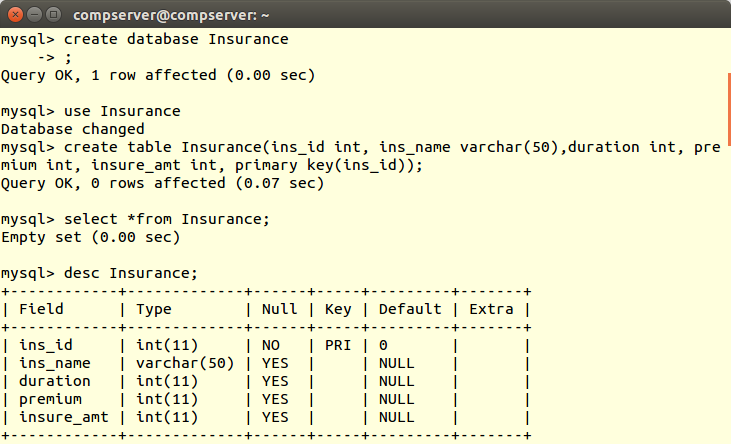 compserver@compserver: ~
mysql> create database Insurance
    -> ;
Query OK, 1 row affected (0.00 sec)

mysql> use Insurance
Database changed
mysql> create table Insurance(ins_id int, ins_name varchar(50),duration int, pre
mium int, insure_amt int, primary key(ins_id));
Query OK, 0 rows affected (0.07 sec)

mysql> select *from Insurance;
Empty set (0.00 sec)

mysql> desc Insurance;
+------------+-------------+------+-----+---------+-------+
| Field      | Type        | Null | Key | Default | Extra |
+------------+-------------+------+-----+---------+-------+
| ins_id     | int(11)     | NO   | PRI | 0       |       |
| ins_name   | varchar(50) | YES  |     | NULL    |       |
| duration   | int(11)     | YES  |     | NULL    |       |
| premium    | int(11)     | YES  |     | NULL    |       |
| insure_amt | int(11)     | YES  |     | NULL    |       |
+------------+-------------+------+-----+---------+-------+